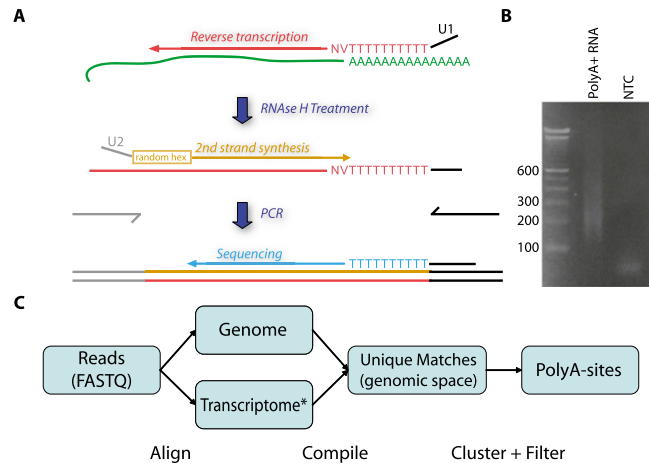 A
Reverse transcription
NVTTTTTTTTTT
U1
AAAAAAAAAAAAAAA
RNAse H Treatment
U2
random hex
2nd strand synthesis
NVTTTTTTTTTT
PCR
Sequencing
TTTTTTTTTT
B
PolyA+ RNA
NTC
600
300
200
100
C
Reads
(FASTQ)
Genome
Transcriptome*
Unique Matches
(genomic space)
PolyA-sites
Align
Compile
Cluster + Filter